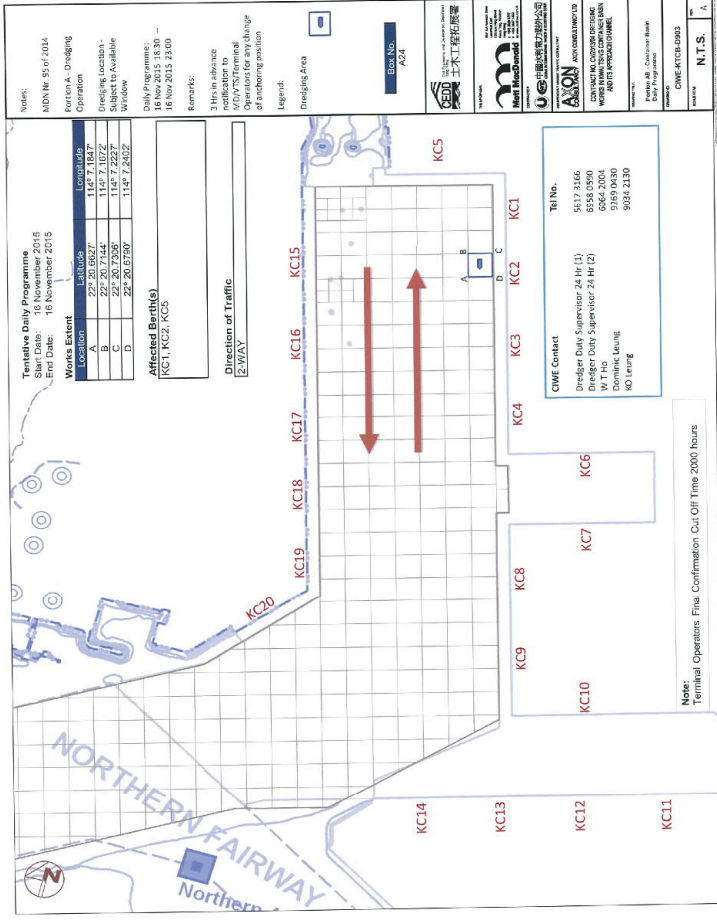 Tentative Daily Programme
Start Date: 16 November 2015
End Date: 16 November 2015
Works Extent
Location Latitude Longitude
A 22° 20.6627' 114° 7.1847'
B 22° 20.7144' 114° 7.1672'
C 22° 20.7306' 114° 7.2227'
D 22° 20.6790' 114° 7.2402'
Affected Berth(s)
KC1, KC2, KC5
Direction of Traffic
2-WAY
Notes:
MDN Nr. 95 of 2014
Portion A - Dredging
Operation
Dredging Location -
Subject to Available
Window
Daily Programme:
16 Nov 2015 18:30 –
16 Nov 2015 23:00
Remarks:
3 Hrs in advance
notification to
MD/VTS/Terminal
Operators for any change
of anchoring position
Legend:
Dredging Area
Box No.
A24
CEDD 土木工程拓展署
Mott MacDonald
中國水利電力對外公司
AXON
CONSULTANCY AXON CONSULTANCY LTD
CONTRACT NO. CV/2013/04 DREDGING
WORKS IN KWAI TSING CONTAINER BASIN
AND ITS APPROACH CHANNEL
Portion AB - Container Basin
Daily Programme
CIWE-KTCB-D903
N.T.S. A
KC20
KC19
KC18
KC17
KC16
KC15
KC5
KC1
KC2
KC3
KC4
KC6
KC7
KC8
KC9
KC10
KC11
KC12
KC13
KC14
A B
D C
NORTHERN FAIRWAY
Northern
N
CIWE Contact Tel No.
Dredger Duty Supervisor 24 Hr (1) 5617 3166
Dredger Duty Supervisor 24 Hr (2) 6958 0590
W T Ho 6064 2004
Dominic Leung 9269 0430
KO Leung 9034 2130
Note:
Terminal Operators Final Confirmation Cut Off Time 2000 hours